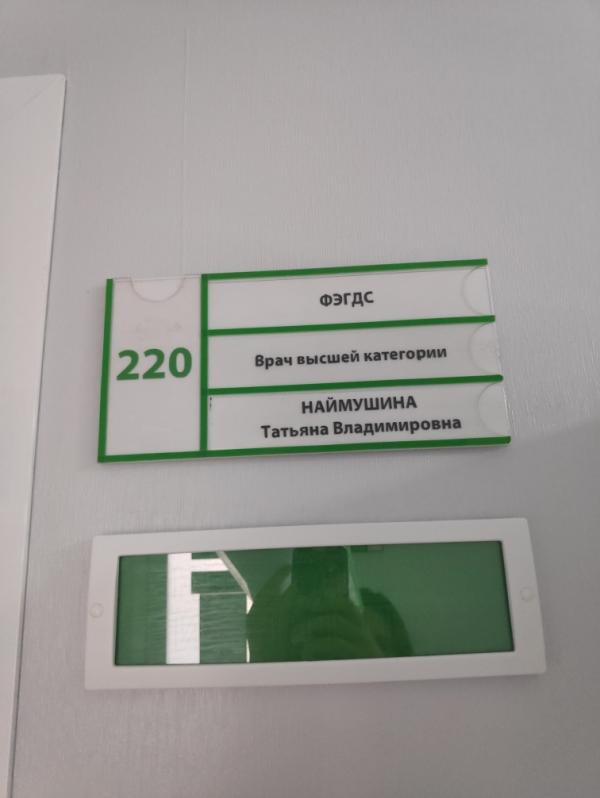 220
ФЭГДС
Врач высшей категории
НАЙМУШИНА
Татьяна Владимировна